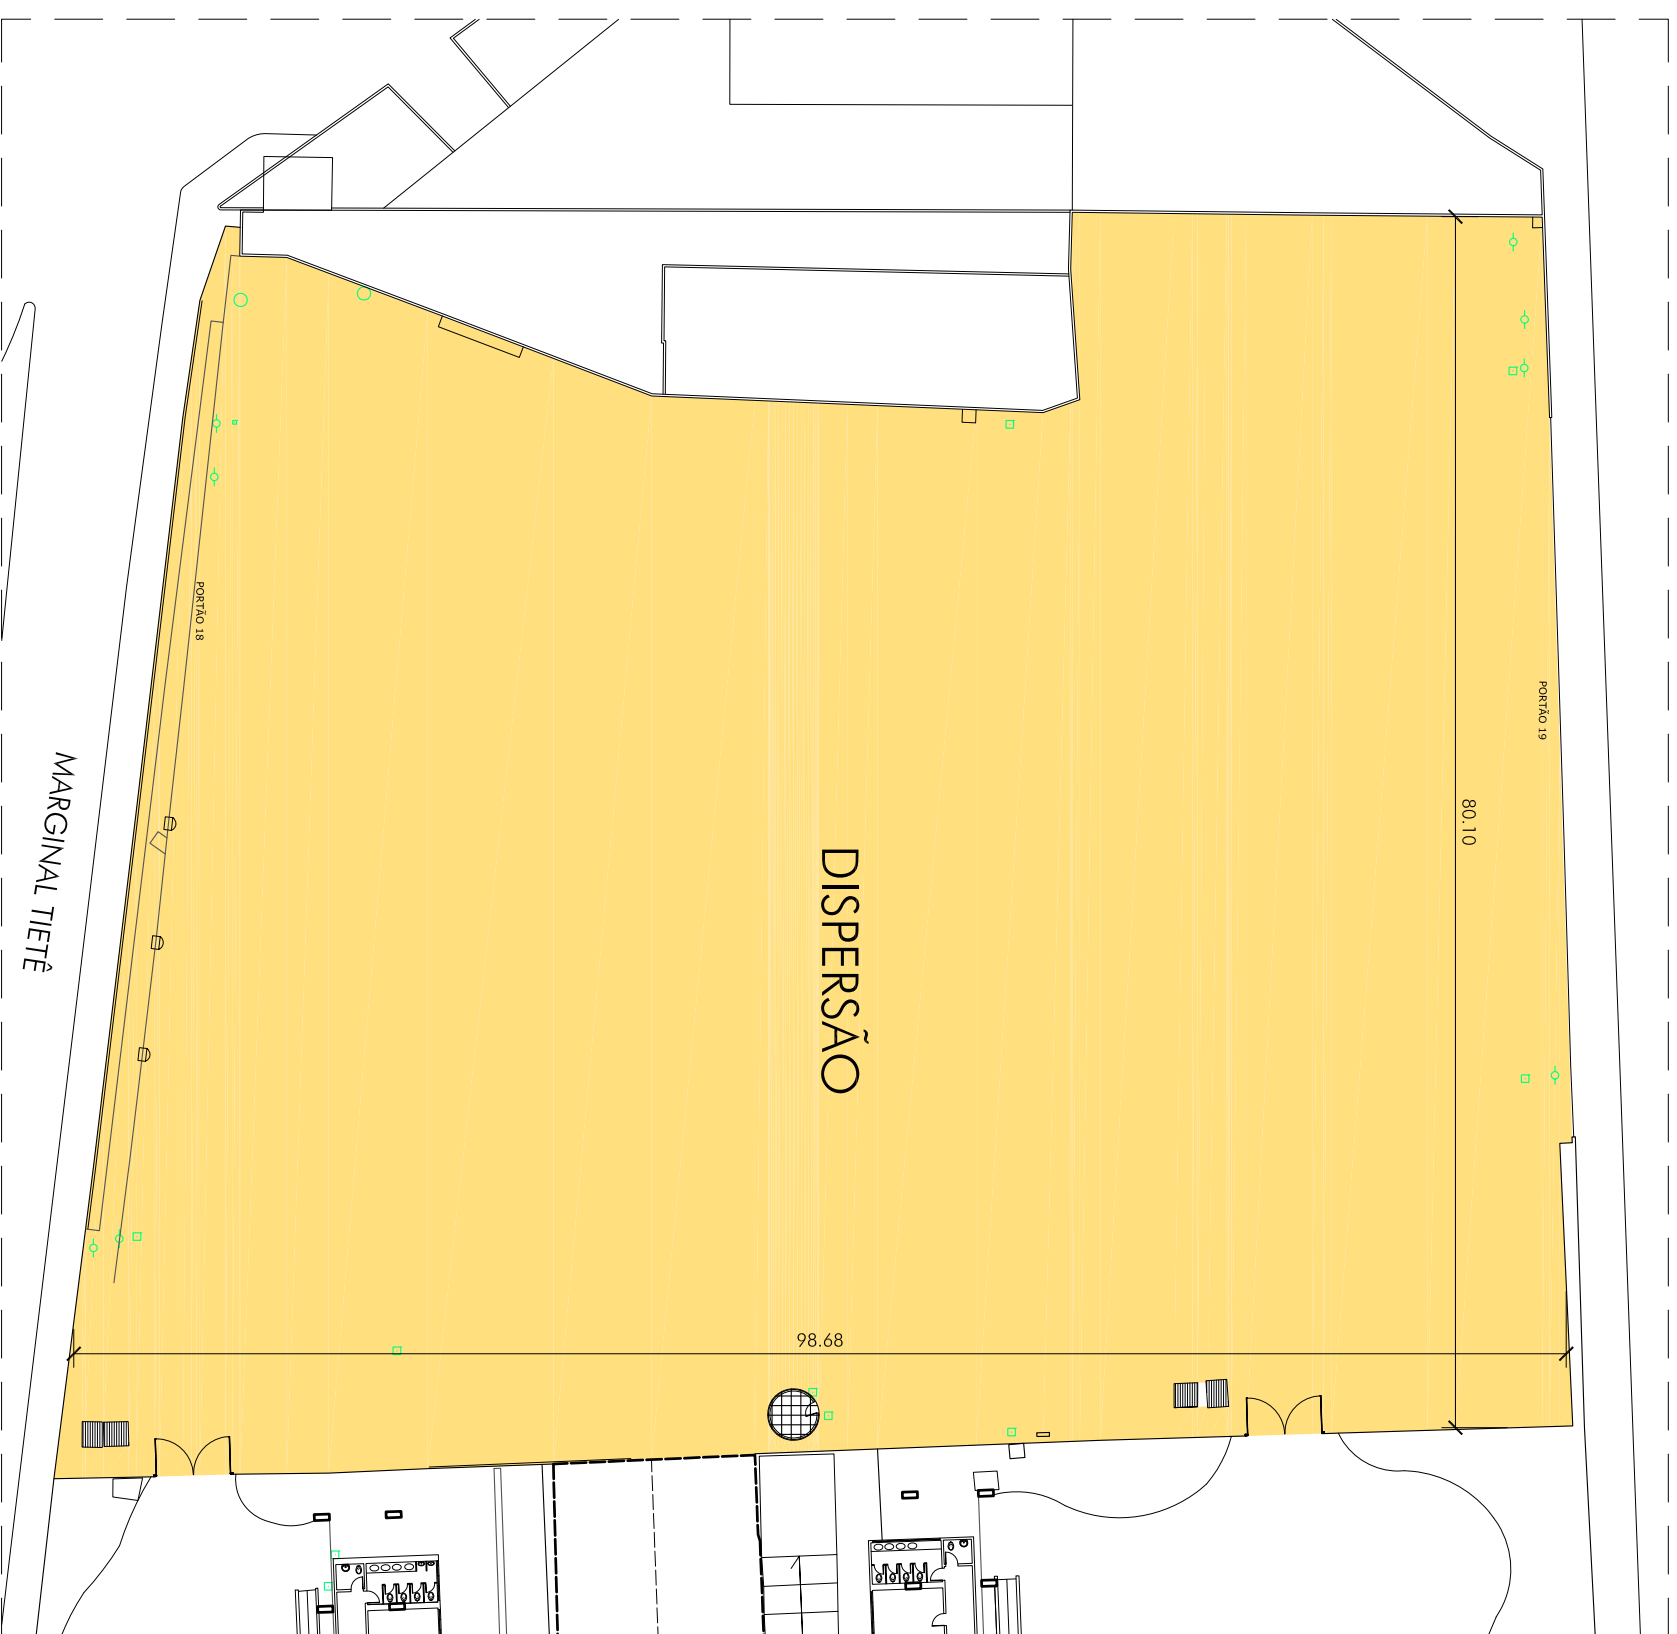 PORTÃO 18
PORTÃO 19
MARGINAL TIETÊ
80.10
DISPERSÃO
98.68